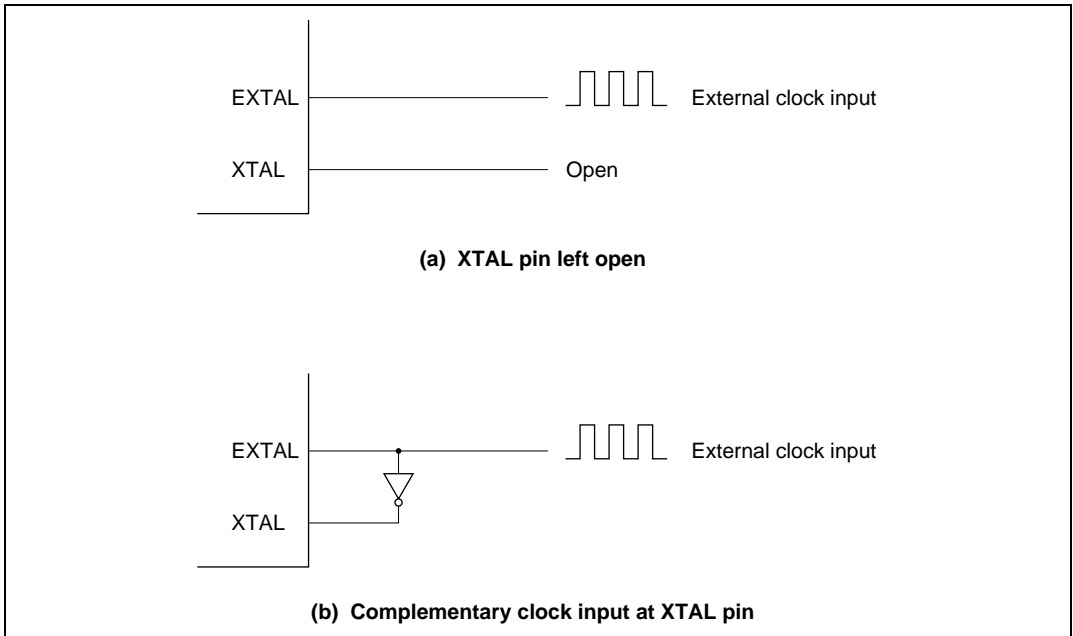 EXTAL External clock input
XTAL Open
(a) XTAL pin left open
EXTAL External clock input
XTAL
(b) Complementary clock input at XTAL pin